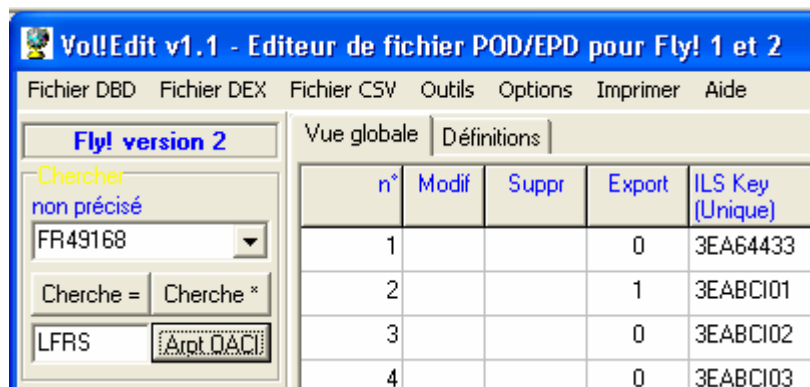 Vol!Edit v1.1 - Editeur de fichier POD/EPD pour Fly! 1 et 2
Fichier DBD Fichier DEX Fichier CSV Outils Options Imprimer Aide
Fly! version 2
Chercher
non précisé
FR49168
Cherche = Cherche *
LFRS Arpt OACI
Vue globale Définitions
n° Modif Suppr Export ILS Key
(Unique)
1 0 3EA64433
2 1 3EABCI01
3 0 3EABCI02
4 0 3EABCI03